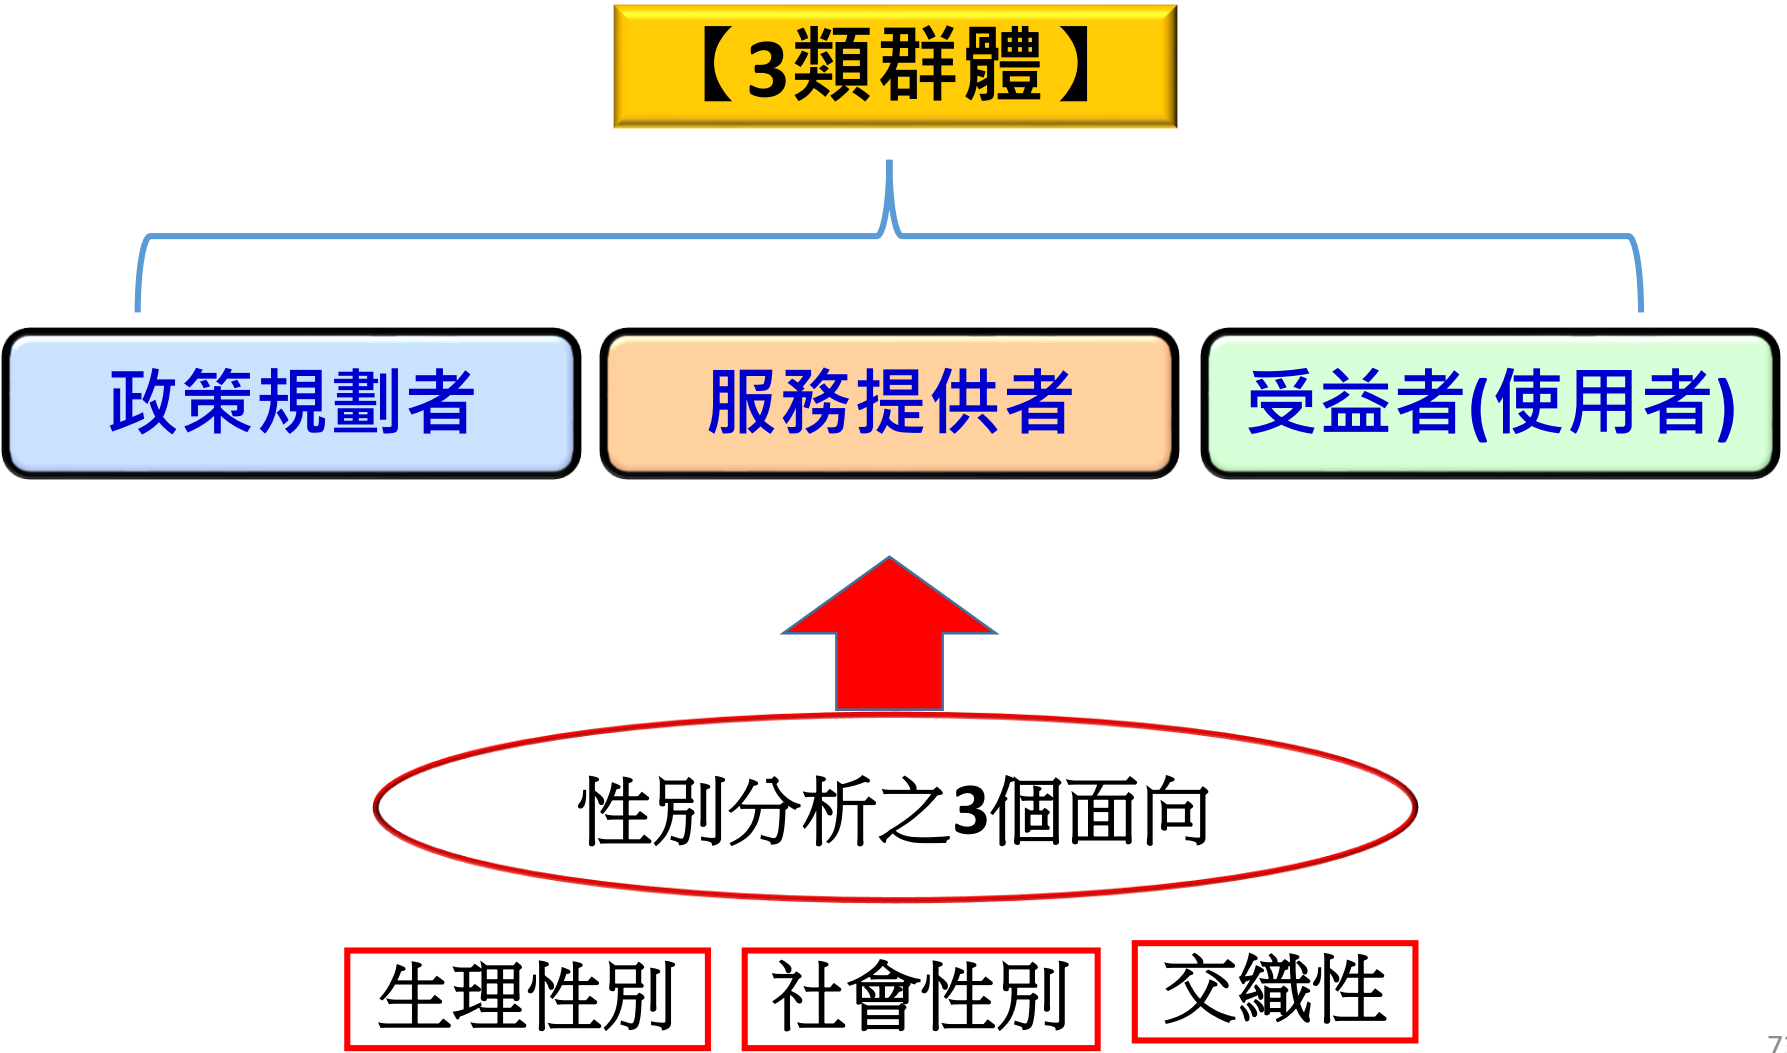 【3類群體】
政策規劃者
服務提供者
受益者(使用者)
性別分析之3個面向
生理性別
社會性別
交織性